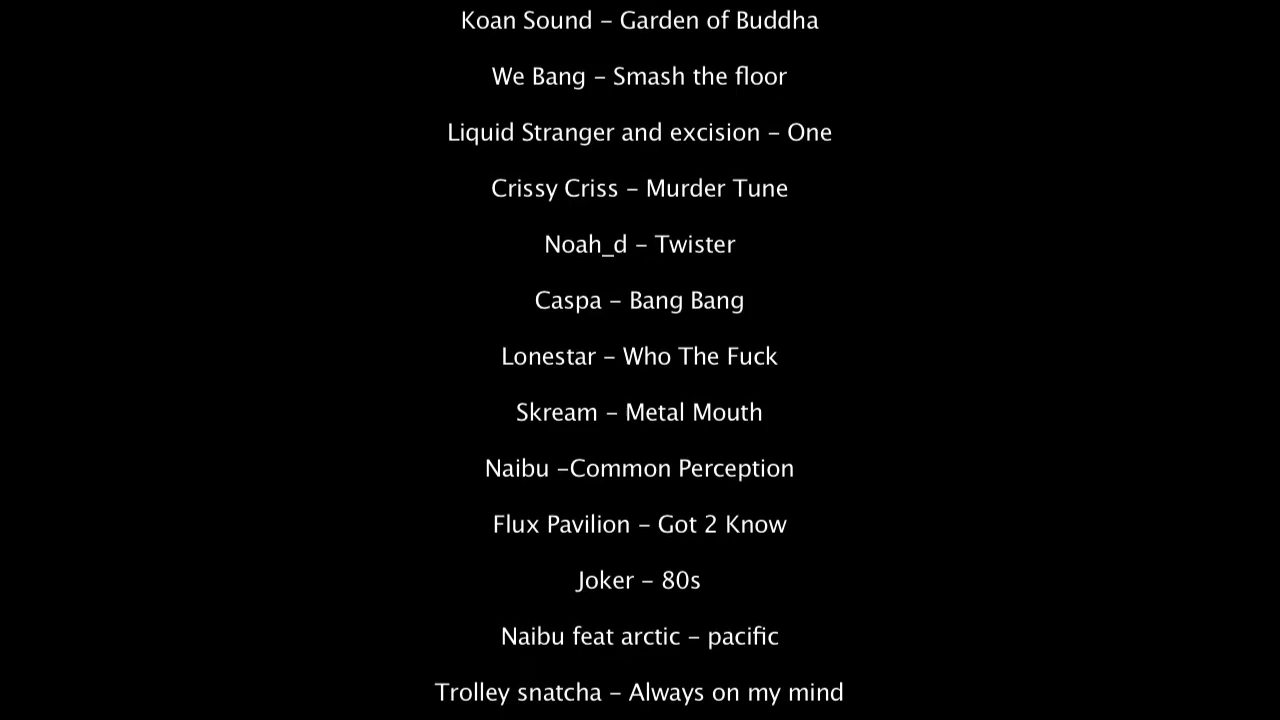 Koan Sound – Garden of Buddha
We Bang – Smash the floor
Liquid Stranger and excision – One
Crissy Criss – Murder Tune
Noah_d – Twister
Caspa – Bang Bang
Lonestar – Who The Fuck
Skream – Metal Mouth
Naibu –Common Perception
Flux Pavilion – Got 2 Know
Joker – 80s
Naibu feat arctic – pacific
Trolley snatcha – Always on my mind